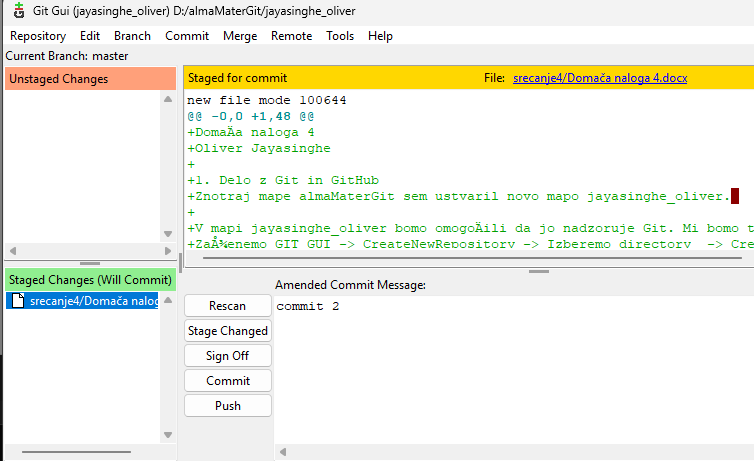 Git Gui (jayasinghe_oliver) D:/almaMaterGit/jayasinghe_oliver
Repository Edit Branch Commit Merge Remote Tools Help
Current Branch: master
Unstaged Changes
Staged for commit File: srecanje4/Domača naloga 4.docx
new file mode 100644
@@ -0,0 +1,48 @@
+DomaÄa naloga 4
+Oliver Jayasinghe
+
+1. Delo z Git in GitHub
+Znotraj mape almaMaterGit sem ustvaril novo mapo jayasinghe_oliver.
+
+V mapi jayasinghe_oliver bomo omogoÄili da jo nadzoruje Git. Mi bomo t
+ZaÅ¾enemo GIT GUI -> CreateNewRepository -> Izberemo directory -> Cre
Staged Changes (Will Commit)
srecanje4/Domača nalog
Amended Commit Message:
commit 2
Rescan
Stage Changed
Sign Off
Commit
Push